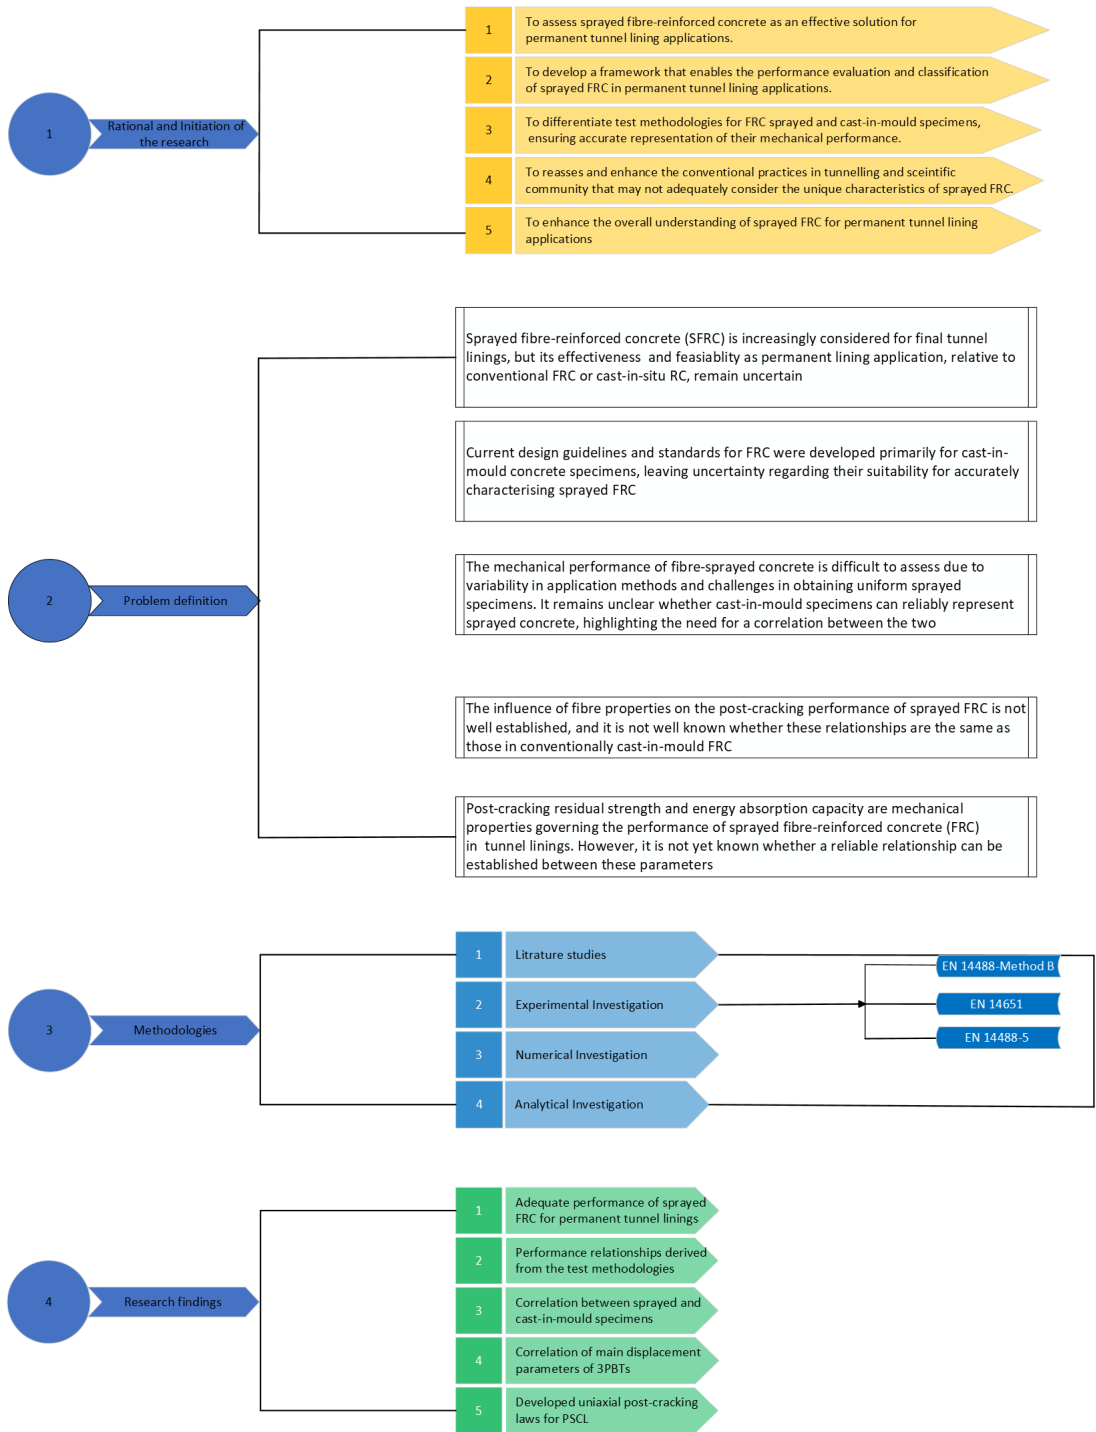 1
Rational and Initiation of
the research
1
To assess sprayed fibre-reinforced concrete as an effective solution for
permanent tunnel lining applications.
2
To develop a framework that enables the performance evaluation and classification
of sprayed FRC in permanent tunnel lining applications.
3
To differentiate test methodologies for FRC sprayed and cast-in-mould specimens,
ensuring accurate representation of their mechanical performance.
4
To reasses and enhance the conventional practices in tunnelling and sceintific
community that may not adequately consider the unique characteristics of sprayed FRC.
5
To enhance the overall understanding of sprayed FRC for permanent tunnel lining
applications
2
Problem definition
Sprayed fibre-reinforced concrete (SFRC) is increasingly considered for final tunnel
linings, but its effectiveness and feasiablity as permanent lining application, relative to
conventional FRC or cast-in-situ RC, remain uncertain
Current design guidelines and standards for FRC were developed primarily for cast-in-
mould concrete specimens, leaving uncertainty regarding their suitability for accurately
characterising sprayed FRC
The mechanical performance of fibre-sprayed concrete is difficult to assess due to
variability in application methods and challenges in obtaining uniform sprayed
specimens. It remains unclear whether cast-in-mould specimens can reliably represent
sprayed concrete, highlighting the need for a correlation between the two
The influence of fibre properties on the post-cracking performance of sprayed FRC is not
well established, and it is not well known whether these relationships are the same as
those in conventionally cast-in-mould FRC
Post-cracking residual strength and energy absorption capacity are mechanical
properties governing the performance of sprayed fibre-reinforced concrete (FRC)
in tunnel linings. However, it is not yet known whether a reliable relationship can be
established between these parameters
3
Methodologies
1
Litrature studies
2
Experimental Investigation
3
Numerical Investigation
4
Analytical Investigation
EN 14488-Method B
EN 14651
EN 14488-5
4
Research findings
1
Adequate performance of sprayed
FRC for permanent tunnel linings
2
Performance relationships derived
from the test methodologies
3
Correlation between sprayed and
cast-in-mould specimens
4
Correlation of main displacement
parameters of 3PBTs
5
Developed uniaxial post-cracking
laws for PSCL